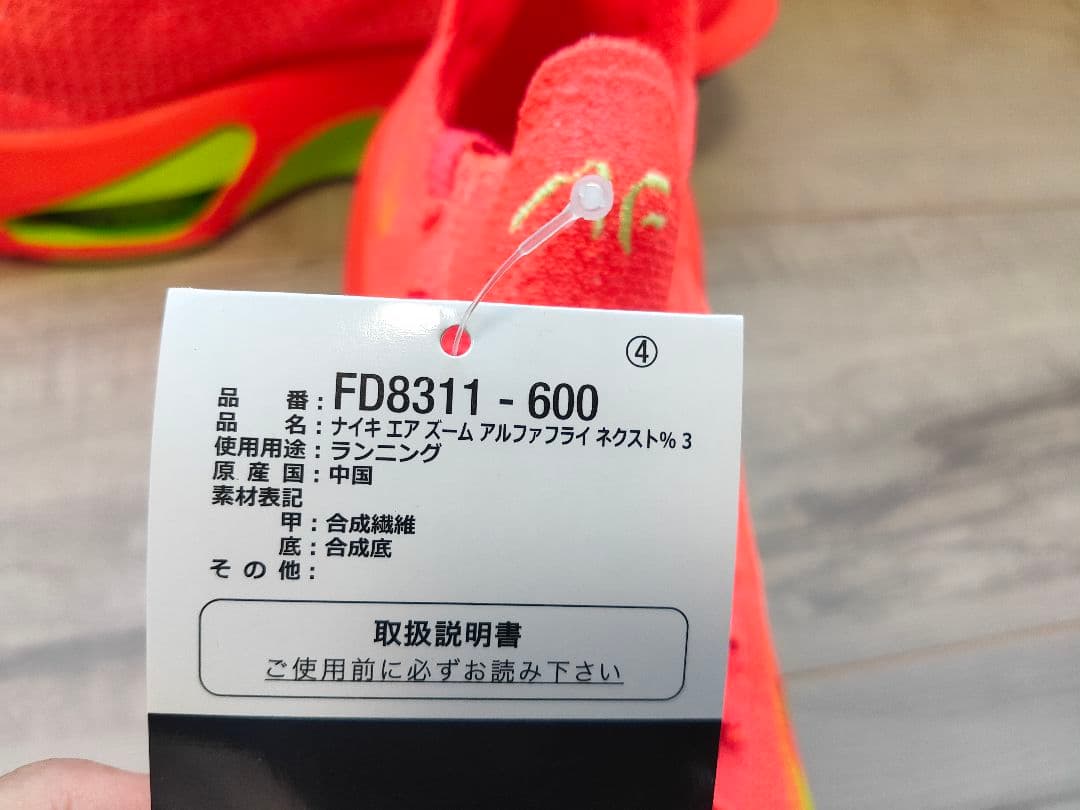 ④
品 番：FD8311 - 600
品 名：ナイキ エア ズーム アルファフライ ネクスト% 3
使用用途：ランニング
原 産 国：中国
素材表記
甲：合成繊維
底：合成底
そ の 他：
取扱説明書
ご使用前に必ずお読み下さい